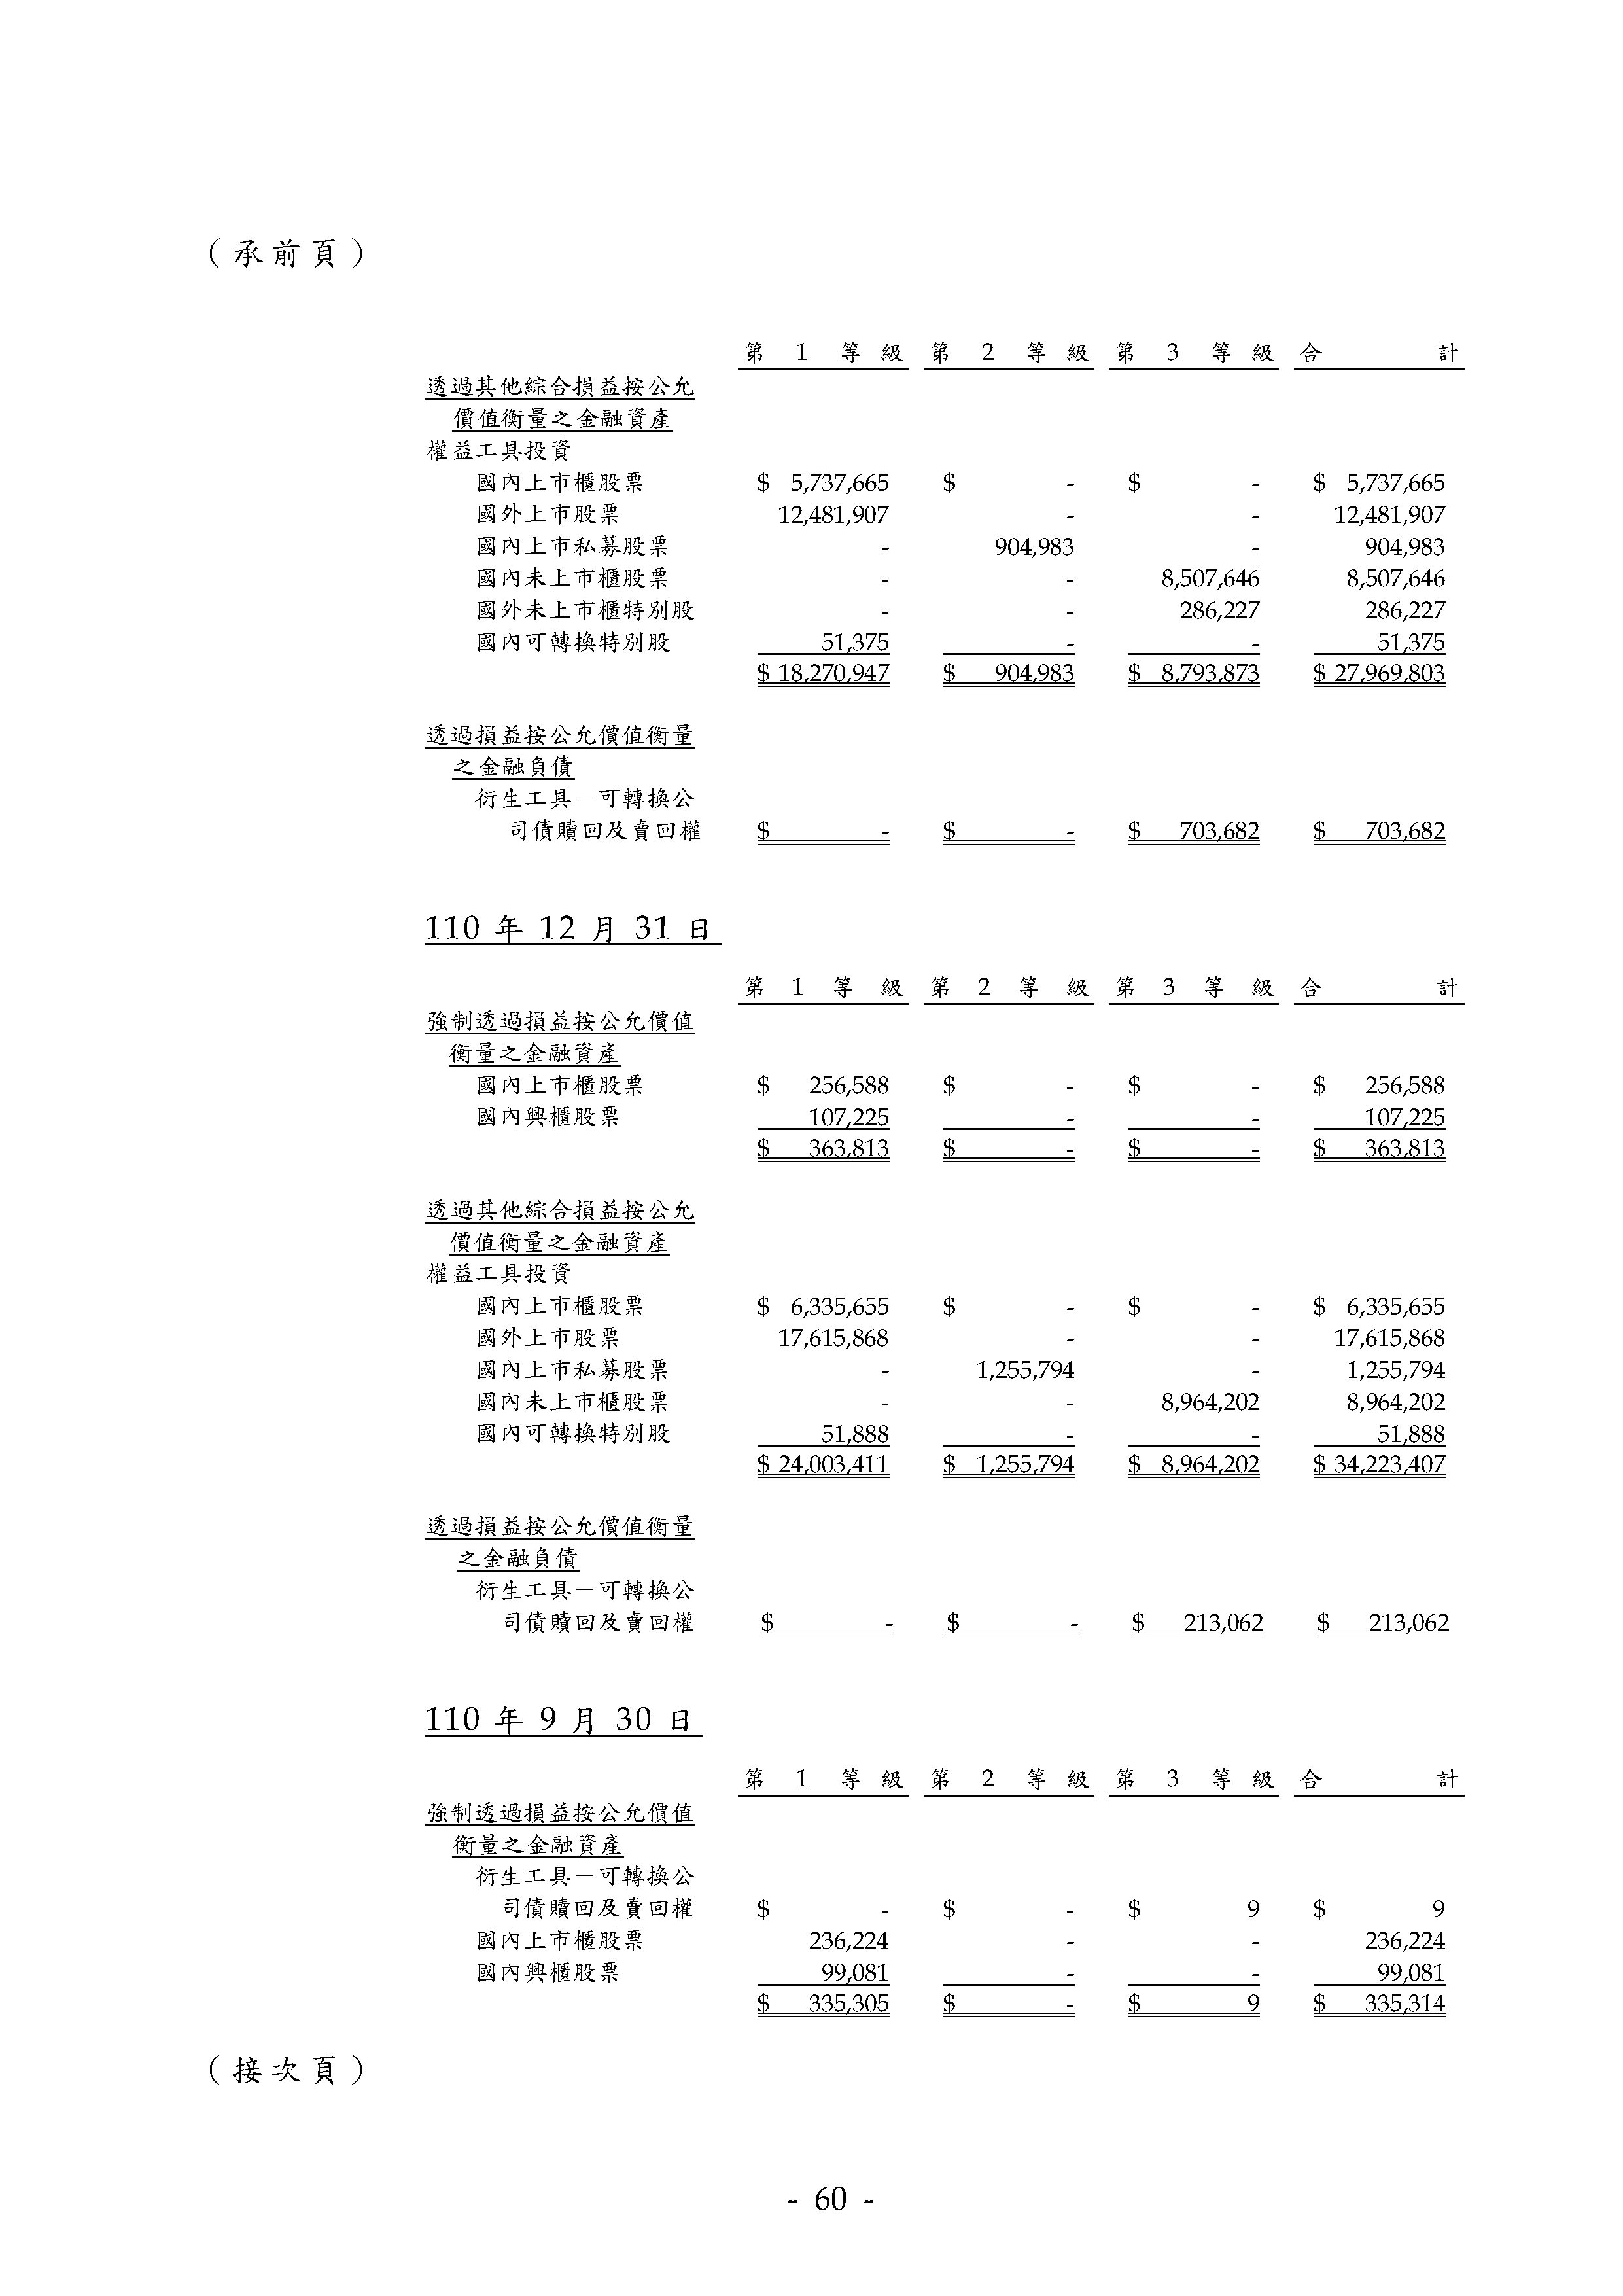 （承前頁）
第 1 等級 第 2 等級 第 3 等級 合 計
透過其他綜合損益按公允
價值衡量之金融資產
權益工具投資
國內上市櫃股票 $ 5,737,665 $ - $ - $ 5,737,665
國外上市股票 12,481,907 - - 12,481,907
國內上市私募股票 - 904,983 - 904,983
國內未上市櫃股票 - - 8,507,646 8,507,646
國外未上市櫃特別股 - - 286,227 286,227
國內可轉換特別股 51,375 - - 51,375
$ 18,270,947 $ 904,983 $ 8,793,873 $ 27,969,803
透過損益按公允價值衡量
之金融負債
衍生工具－可轉換公
司債贖回及賣回權 $ - $ - $ 703,682 $ 703,682
110 年 12 月 31 日
第 1 等級 第 2 等級 第 3 等級 合 計
強制透過損益按公允價值
衡量之金融資產
國內上市櫃股票 $ 256,588 $ - $ - $ 256,588
國內興櫃股票 107,225 - - 107,225
$ 363,813 $ - $ - $ 363,813
透過其他綜合損益按公允
價值衡量之金融資產
權益工具投資
國內上市櫃股票 $ 6,335,655 $ - $ - $ 6,335,655
國外上市股票 17,615,868 - - 17,615,868
國內上市私募股票 - 1,255,794 - 1,255,794
國內未上市櫃股票 - - 8,964,202 8,964,202
國內可轉換特別股 51,888 - - 51,888
$ 24,003,411 $ 1,255,794 $ 8,964,202 $ 34,223,407
透過損益按公允價值衡量
之金融負債
衍生工具－可轉換公
司債贖回及賣回權 $ - $ - $ 213,062 $ 213,062
110 年 9 月 30 日
第 1 等級 第 2 等級 第 3 等級 合 計
強制透過損益按公允價值
衡量之金融資產
衍生工具－可轉換公
司債贖回及賣回權 $ - $ - $ 9 $ 9
國內上市櫃股票 236,224 - - 236,224
國內興櫃股票 99,081 - - 99,081
$ 335,305 $ - $ 9 $ 335,314
（接次頁）
- 60 -